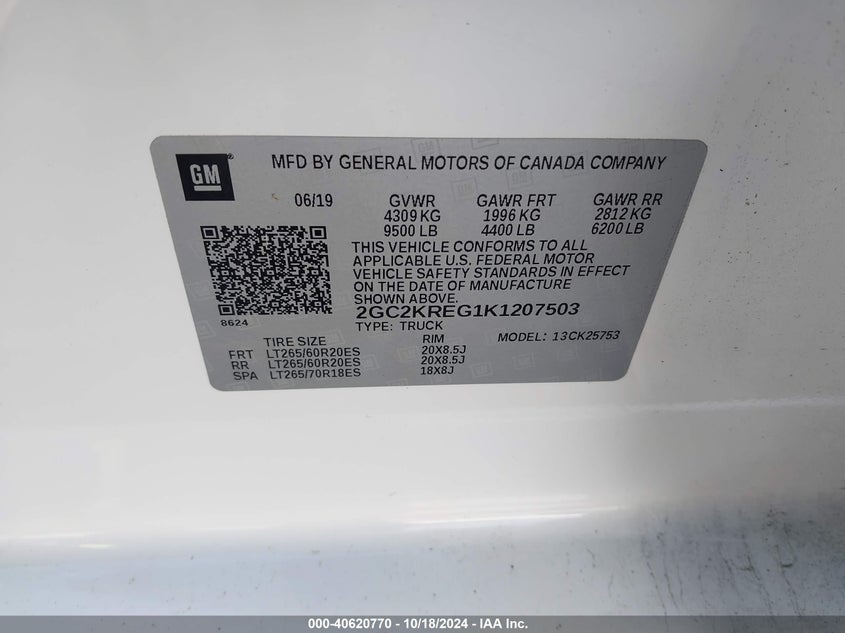 GM®
MFD BY GENERAL MOTORS OF CANADA COMPANY
06/19 GVWR GAWR FRT GAWR RR
4309 KG 1996 KG 2812 KG
9500 LB 4400 LB 6200 LB
THIS VEHICLE CONFORMS TO ALL
APPLICABLE U.S. FEDERAL MOTOR
VEHICLE SAFETY STANDARDS IN EFFECT
ON THE DATE OF MANUFACTURE
SHOWN ABOVE.
2GC2KREG1K1207503
8624
TYPE: TRUCK MODEL: 13CK25753
TIRE SIZE RIM
FRT LT265/60R20ES 20X8.5J
RR LT265/60R20ES 20X8.5J
SPA LT265/70R18ES 18X8J
000-40620770 - 10/18/2024 - IAA Inc.